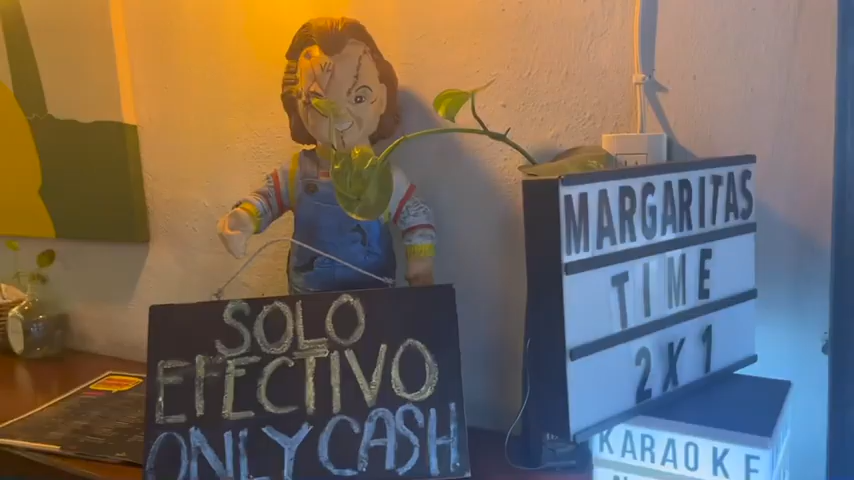 SOLO
EFECTIVO
ONLY CASH
MARGARITAS
TIME
2X1
KARAOKE